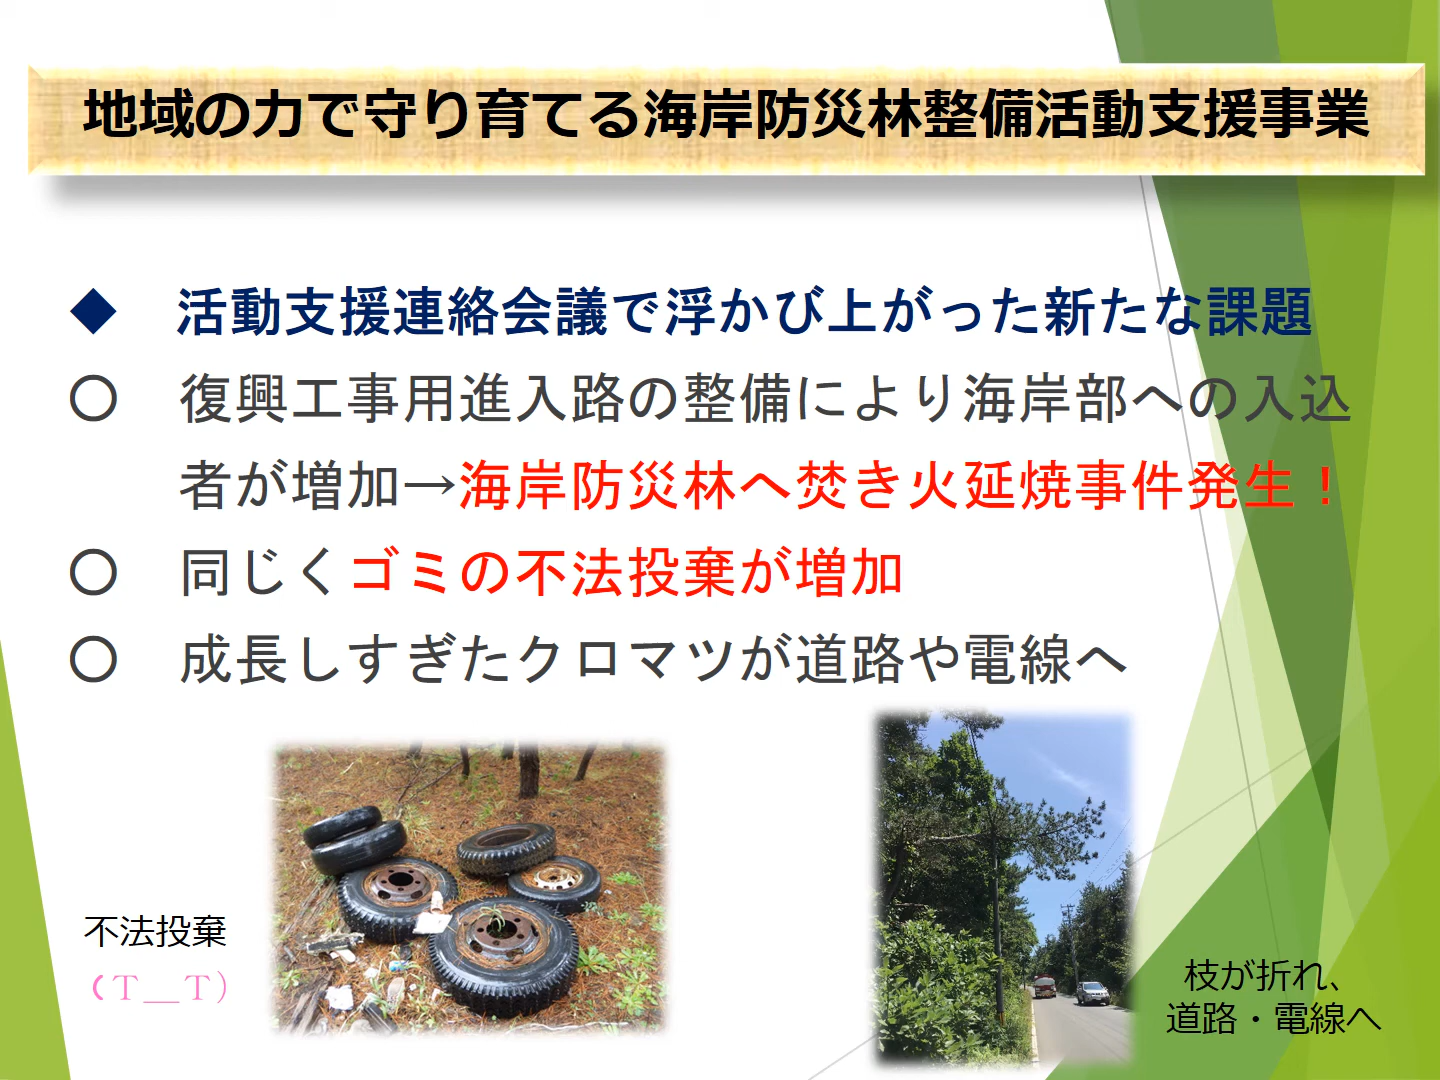 地域の力で守り育てる海岸防災林整備活動支援事業
◆　活動支援連絡会議で浮かび上がった新たな課題
〇　復興工事用進入路の整備により海岸部への入込
者が増加→海岸防災林へ焚き火延焼事件発生！
〇　同じくゴミの不法投棄が増加
〇　成長しすぎたクロマツが道路や電線へ
不法投棄
（Ｔ＿Ｔ）
枝が折れ、
道路・電線へ